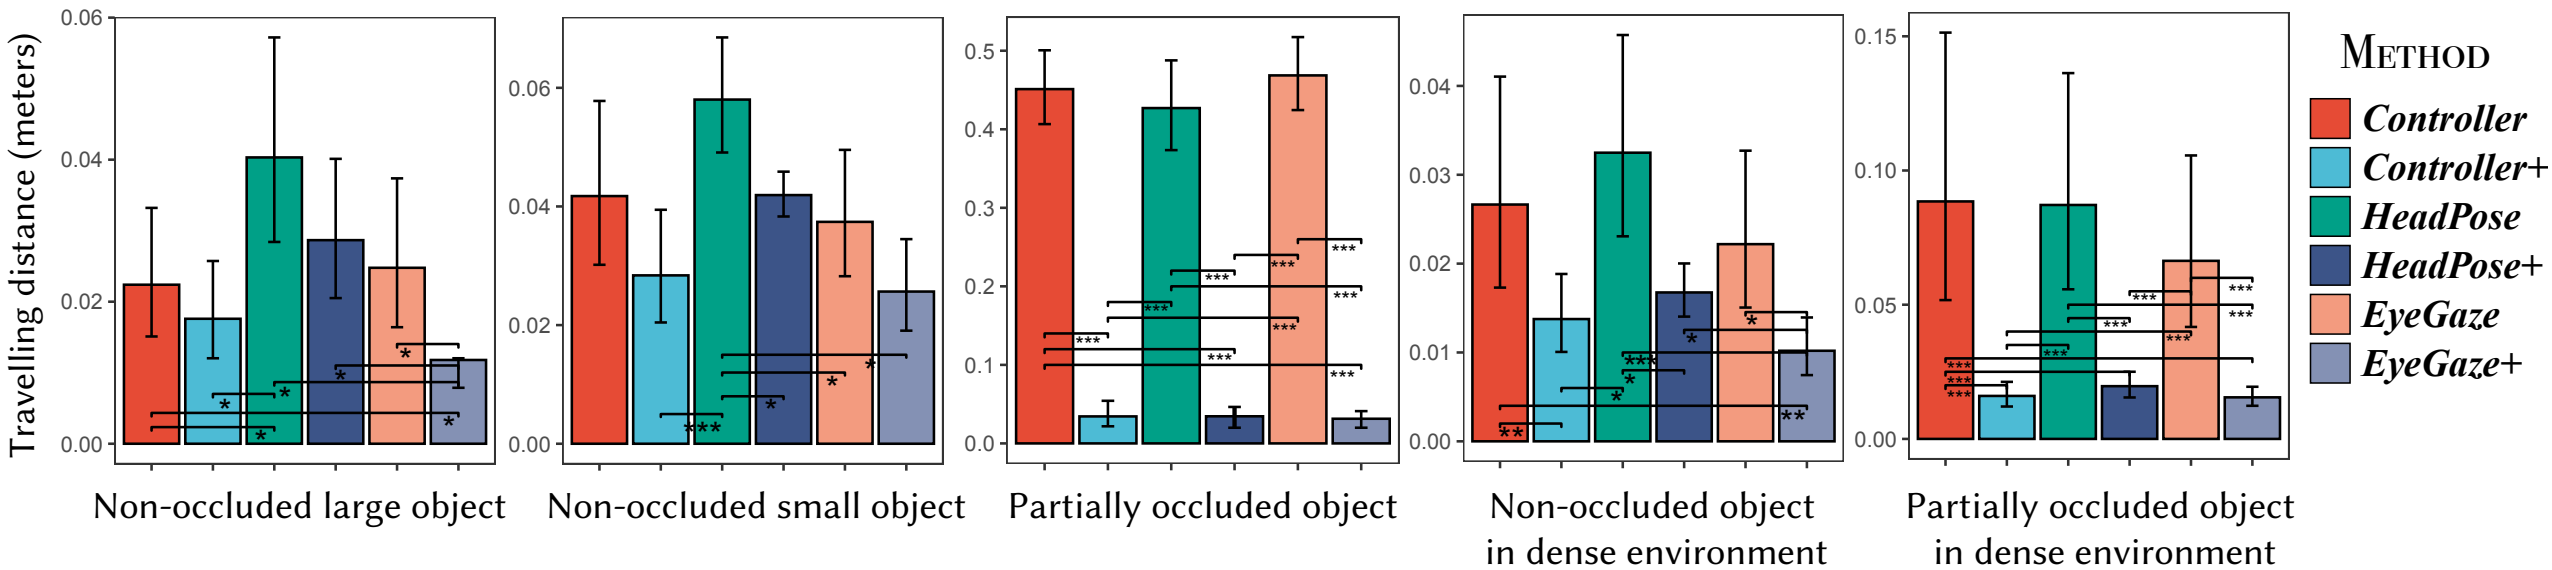 Travelling distance (meters)
0.06
0.04
0.02
0.00
* * * * * *
Non-occluded large object
0.06
0.04
0.02
0.00
*** * * *
Non-occluded small object
0.5
0.4
0.3
0.2
0.1
0.0
*** *** *** *** *** *** *** *** ***
Partially occluded object
0.04
0.03
0.02
0.01
0.00
** ** * * *** * *
Non-occluded object
in dense environment
0.15
0.10
0.05
0.00
*** *** *** *** *** *** *** *** ***
Partially occluded object
in dense environment
METHOD
Controller
Controller+
HeadPose
HeadPose+
EyeGaze
EyeGaze+